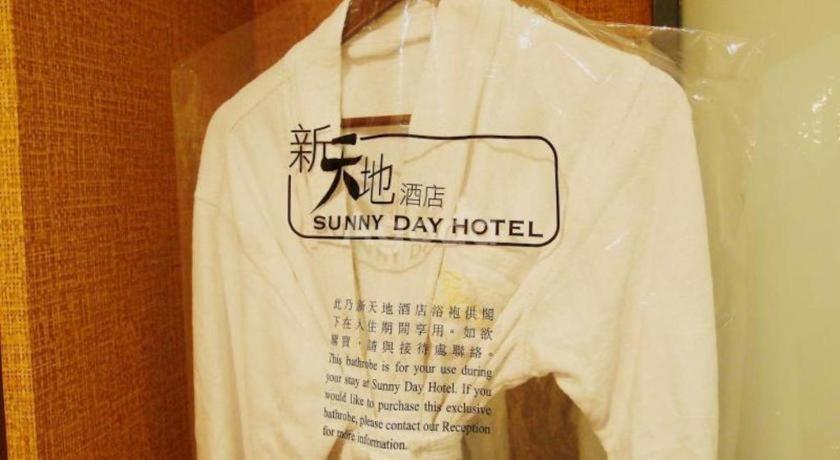 新天地酒店
SUNNY DAY HOTEL
此乃新天地酒店浴袍供閣
下在入住期間享用。如欲
購買，請與接待處聯絡。
This bathrobe is for your use during
your stay at Sunny Day Hotel. If you
would like to purchase this exclusive
bathrobe, please contact our Reception
for more information.